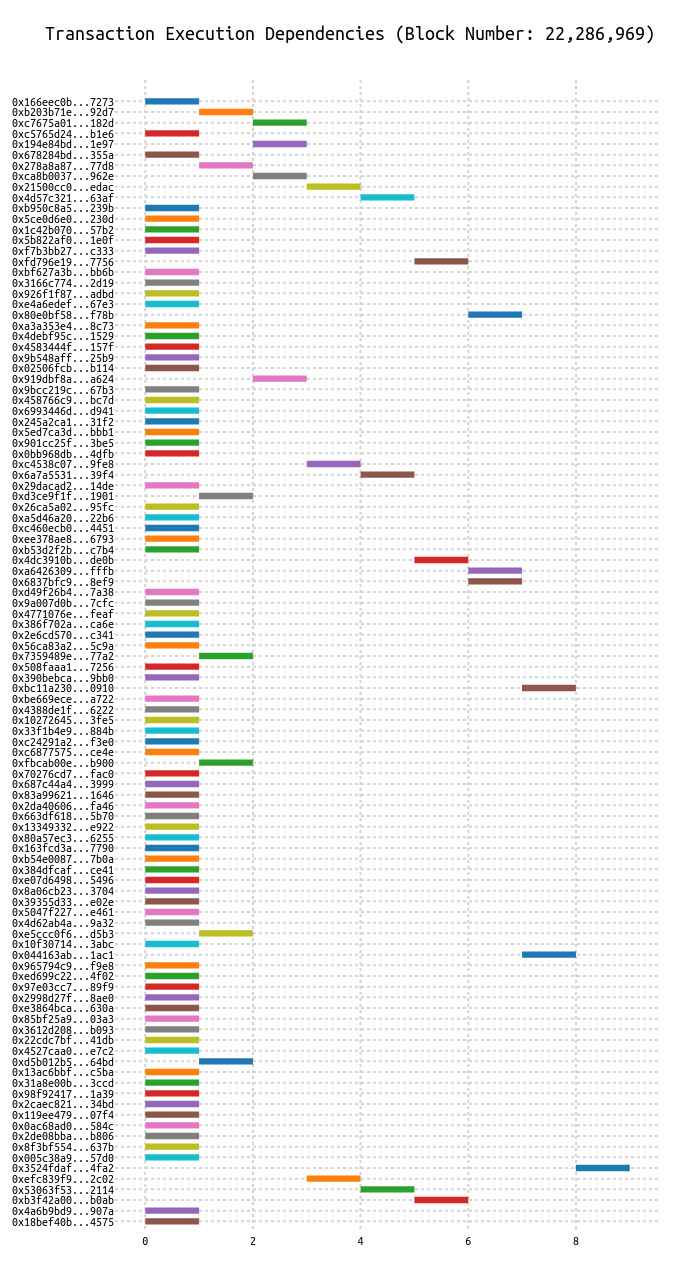 Transaction Execution Dependencies (Block Number: 22,286,969)
0x166eec0b...7273
0xb203b71e...92d7
0xc7675a01...182d
0xc5765d24...b1e6
0x194e84bd...1e97
0x678284bd...355a
0x278a8a87...77d8
0xca8b0037...962e
0x21500cc0...edac
0x4d57c321...63af
0xb950c8a5...239b
0x5ce0d6e0...230d
0x1c42b070...57b2
0x5b822af0...1e0f
0xf7b3bb27...c333
0xfd796e19...7756
0xbf627a3b...bb6b
0x3166c774...2d19
0x926f1f87...adbd
0xe4a6edef...67e3
0x80e0bf58...f78b
0xa3a353e4...8c73
0x4debf95c...1529
0x4583444f...157f
0x9b548aff...25b9
0x02506fcb...b114
0x919dbf8a...a624
0x9bcc219c...67b3
0x458766c9...bc7d
0x6993446d...d941
0x245a2ca1...31f2
0x5ed7ca3d...bbb1
0x901cc25f...3be5
0x0bb968db...4dfb
0xc4538c07...9fe8
0x6a7a5531...39f4
0x29dacad2...14de
0xd3ce9f1f...1901
0x26ca5a02...95fc
0xa5d46a20...22b6
0xc460ecb0...4451
0xee378ae8...6793
0xb53d2f2b...c7b4
0x4dc3910b...de0b
0xa6426309...fffb
0x6837bfc9...8ef9
0xd49f26b4...7a38
0x9a007d0b...7cfc
0x4771076e...feaf
0x386f702a...ca6e
0x2e6cd570...c341
0x56ca83a2...5c9a
0x7359489e...77a2
0x508faaa1...7256
0x390bebca...9bb0
0xbc11a230...0910
0xbe669ece...a722
0x4388de1f...6222
0x10272645...3fe5
0x33f1b4e9...884b
0xc24291a2...f3e0
0xc6877575...ce4e
0xfbcab00e...b900
0x70276cd7...fac0
0x687c44a4...3999
0x83a99621...1646
0x2da40606...fa46
0x663df618...5b70
0x13349332...e922
0x80a57ec3...6255
0x163fcd3a...7790
0xb54e0087...7b0a
0x384dfcaf...ce41
0xe07d6498...5496
0x8a06cb23...3704
0x39355d33...e02e
0x5047f227...e461
0x4d62ab4a...9a32
0xe5ccc0f6...d5b3
0x10f30714...3abc
0x044163ab...1ac1
0x965794c9...f9e8
0xed699c22...4f02
0x97e03cc7...89f9
0x2998d27f...8ae0
0xe3864bca...630a
0x85bf25a9...03a3
0x3612d208...b093
0x22cdc7bf...41db
0x4527caa0...e7c2
0xd5b012b5...64bd
0x13ac6bbf...c5ba
0x31a8e00b...3ccd
0x98f92417...1a39
0x2caec821...34bd
0x119ee479...07f4
0x0ac68ad0...584c
0x2de08bba...b806
0x8f3bf554...637b
0x005c38a9...57d0
0x3524fdaf...4fa2
0xefc839f9...2c02
0x53063f53...2114
0xb3f42a00...b0ab
0x4a6b9bd9...907a
0x18bef40b...4575
0 2 4 6 8